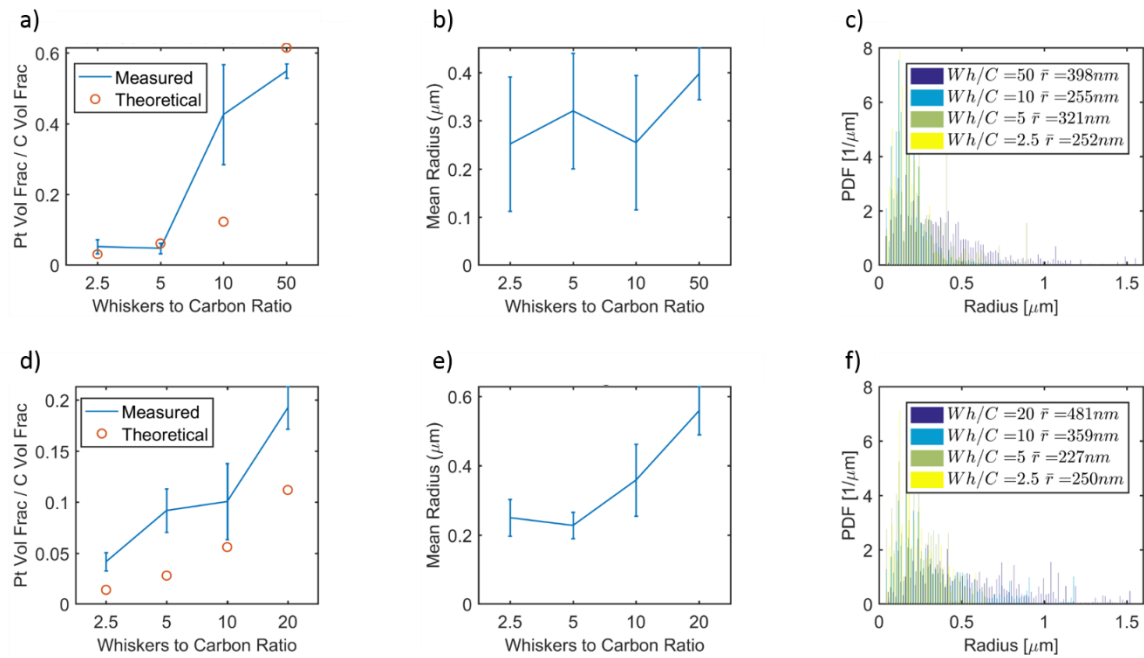 a)
Pt Vol Frac / C Vol Frac
0.6
0.4
0.2
0
Measured
Theoretical
2.5 5 10 50
Whiskers to Carbon Ratio
b)
Mean Radius (μm)
0.4
0.3
0.2
0.1
0
2.5 5 10 50
Whiskers to Carbon Ratio
c)
PDF [1/μm]
8
6
4
2
0
Wh/C =50 r̄ =398nm
Wh/C =10 r̄ =255nm
Wh/C =5 r̄ =321nm
Wh/C =2.5 r̄ =252nm
0 0.5 1 1.5
Radius [μm]
d)
Pt Vol Frac / C Vol Frac
0.2
0.15
0.1
0.05
0
Measured
Theoretical
2.5 5 10 20
Whiskers to Carbon Ratio
e)
Mean Radius (μm)
0.6
0.4
0.2
0
2.5 5 10 20
Whiskers to Carbon Ratio
f)
PDF [1/μm]
8
6
4
2
0
Wh/C =20 r̄ =481nm
Wh/C =10 r̄ =359nm
Wh/C =5 r̄ =227nm
Wh/C =2.5 r̄ =250nm
0 0.5 1 1.5
Radius [μm]